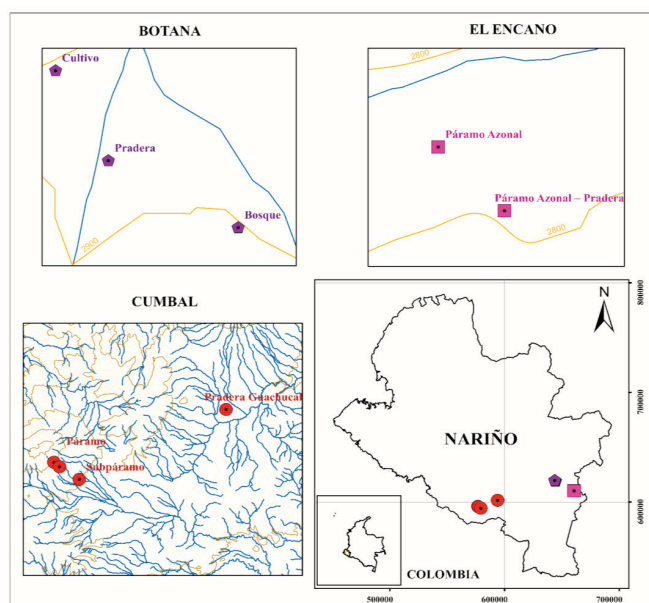 BOTANA
EL ENCANO
Cultivo
Pradera
Bosque
2900
2800
Páramo Azonal
Páramo Azonal – Pradera
2800
CUMBAL
Pradera Guachucal
Páramo
Subpáramo
N
NARIÑO
COLOMBIA
800000
700000
600000
500000
600000
700000